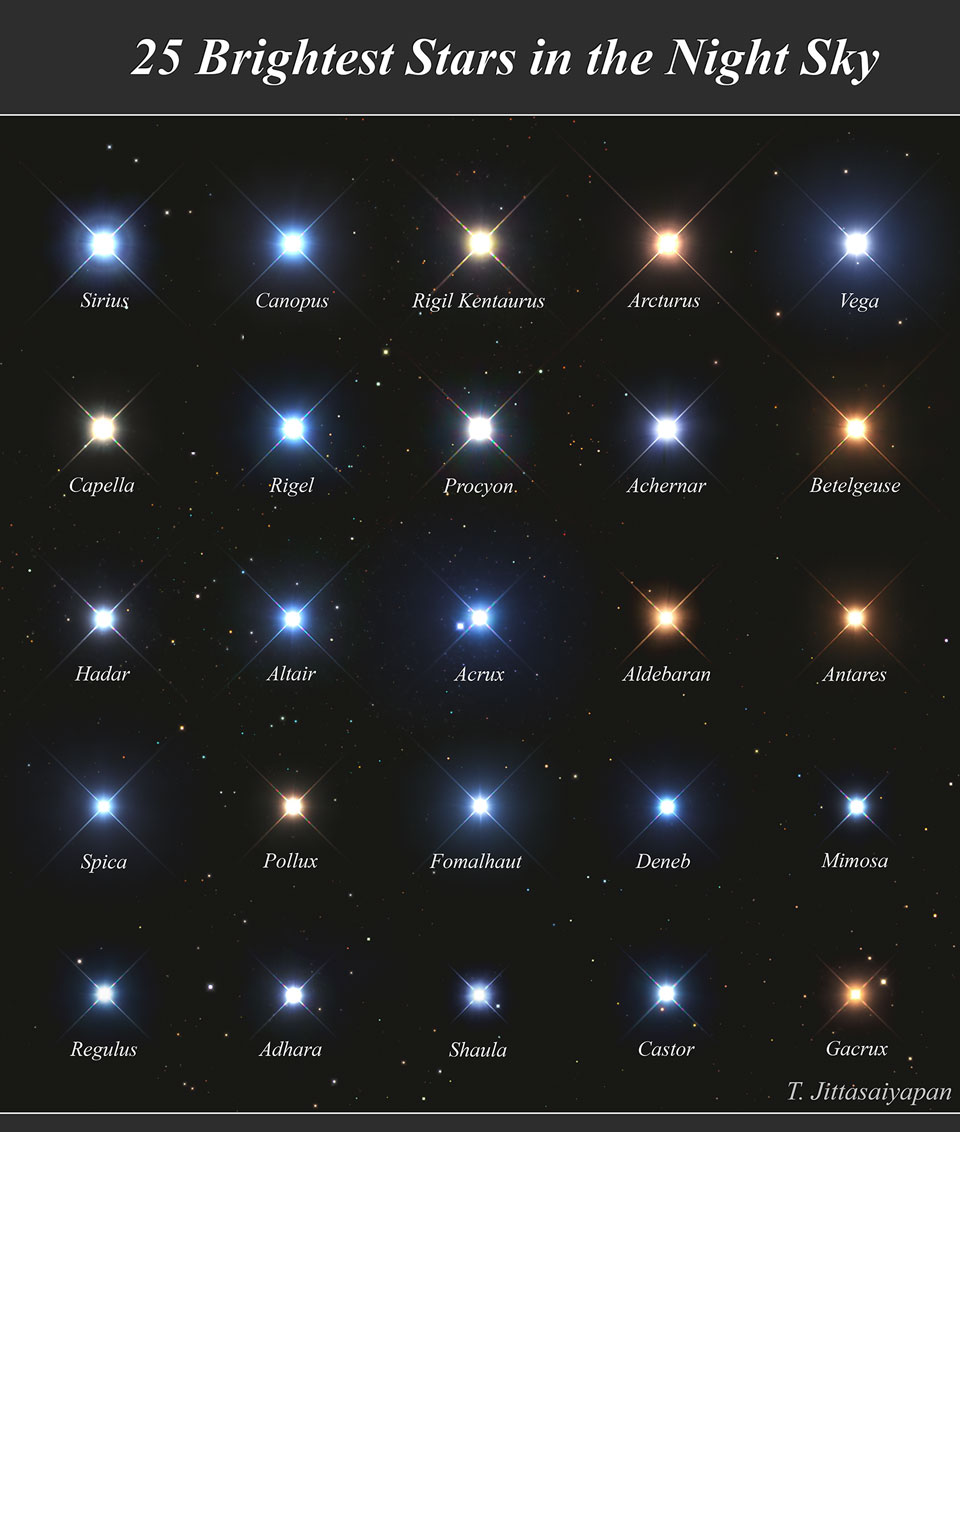 25 Brightest Stars in the Night Sky
Sirius Canopus Rigil Kentaurus Arcturus Vega
Capella Rigel Procyon Achernar Betelgeuse
Hadar Altair Acrux Aldebaran Antares
Spica Pollux Fomalhaut Deneb Mimosa
Regulus Adhara Shaula Castor Gacrux
T. Jittasaiyapan